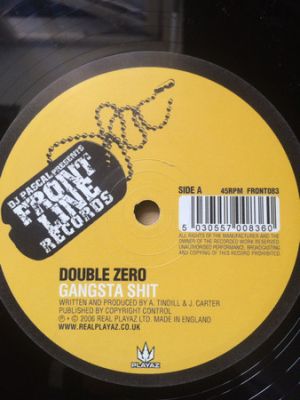 DJ PASCAL PRESENTS
FRONT
LINE
RECORDS
SIDE A
45RPM FRONT083
5 030557 008360
ALL RIGHTS OF THE MANUFACTURER AND THE
OWNER OF THE RECORDED WORK RESERVED
UNAUTHORISED PERFORMANCE, BROADCASTING
AND COPYING OF THIS RECORD PROHIBITED.
DOUBLE ZERO
GANGSTA SHIT
WRITTEN AND PRODUCED BY A. TINDILL & J. CARTER
PUBLISHED BY COPYRIGHT CONTROL
℗ + © 2006 REAL PLAYAZ LTD. MADE IN ENGLAND
WWW.REALPLAYAZ.CO.UK
PLAYAZ